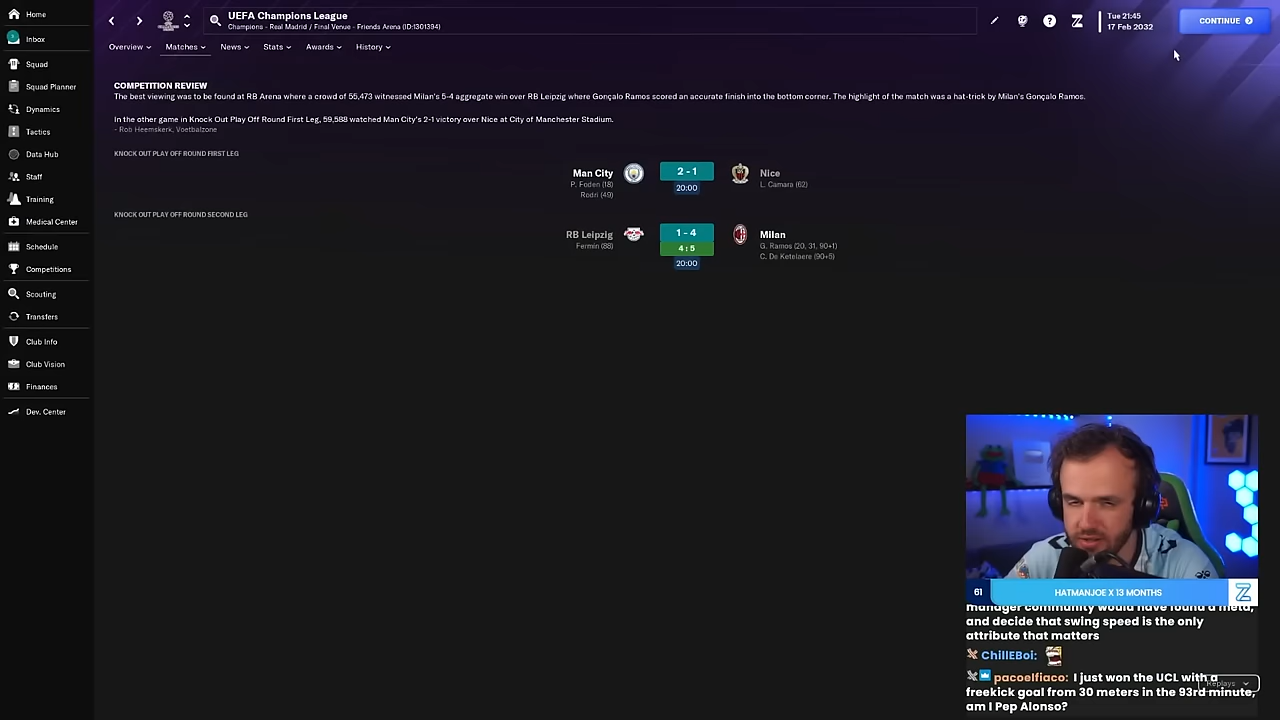 Home
UEFA Champions League
Champions - Real Madrid / Final Venue - Friends Arena (ID:1301394)
Tue 21:45
17 Feb 2032
CONTINUE
Inbox
Overview
Matches
News
Stats
Awards
History
Squad
Squad Planner
Dynamics
Tactics
Data Hub
Staff
Training
Medical Center
Schedule
Competitions
Scouting
Transfers
Club Info
Club Vision
Finances
Dev. Center
COMPETITION REVIEW
The best viewing was to be found at RB Arena where a crowd of 55,473 witnessed Milan's 5-4 aggregate win over RB Leipzig where Gonçalo Ramos scored an accurate finish into the bottom corner. The highlight of the match was a hat-trick by Milan's Gonçalo Ramos.
In the other game in Knock Out Play Off Round First Leg, 59,588 watched Man City's 2-1 victory over Nice at City of Manchester Stadium.
- Rob Heemskerk, Voetbalzone
KNOCK OUT PLAY OFF ROUND FIRST LEG
Man City 2 - 1 Nice
P. Foden (18)
Rodri (49)
20:00
L. Camara (62)
KNOCK OUT PLAY OFF ROUND SECOND LEG
RB Leipzig 1 - 4 Milan
Fermín (88)
4 : 5
20:00
G. Ramos (20, 31, 90+1)
C. De Ketelaere (90+5)
61
HATMANJOE X 13 MONTHS
Z
manager community would have found a meta,
and decide that swing speed is the only
attribute that matters
ChillEBoi:
pacoelfiaco: I just won the UCL with a
freekick goal from 30 meters in the 93rd minute,
am I Pep Alonso?
Replays